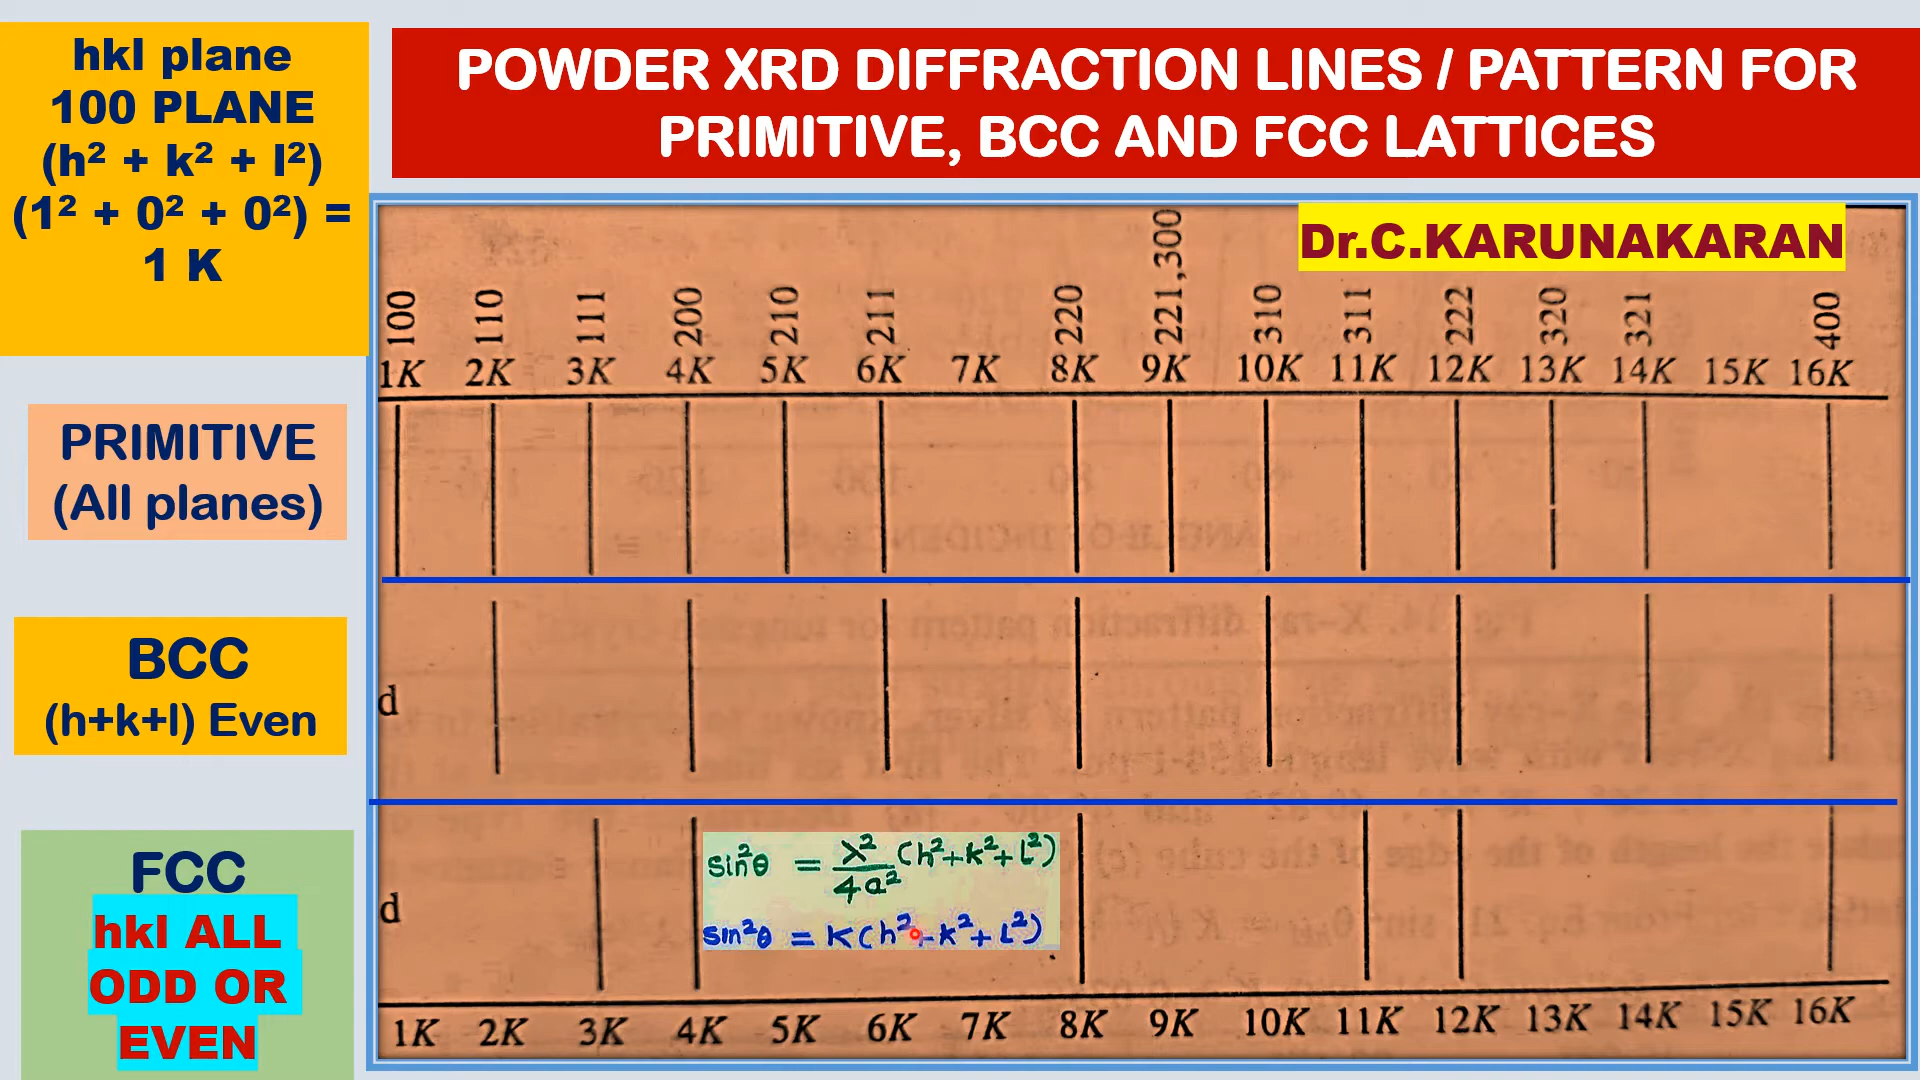 hkl plane
100 PLANE
(h² + k² + l²)
(1² + 0² + 0²) =
1 K
POWDER XRD DIFFRACTION LINES / PATTERN FOR
PRIMITIVE, BCC AND FCC LATTICES
Dr.C.KARUNAKARAN
100 110 111 200 210 211 220 221,300 310 311 222 320 321 400
1K 2K 3K 4K 5K 6K 7K 8K 9K 10K 11K 12K 13K 14K 15K 16K
PRIMITIVE
(All planes)
BCC
(h+k+l) Even
d
FCC
hkl ALL
ODD OR
EVEN
d
sin²θ = λ²/4a² (h²+k²+l²)
sin²θ = K(h²+k²+l²)
1K 2K 3K 4K 5K 6K 7K 8K 9K 10K 11K 12K 13K 14K 15K 16K